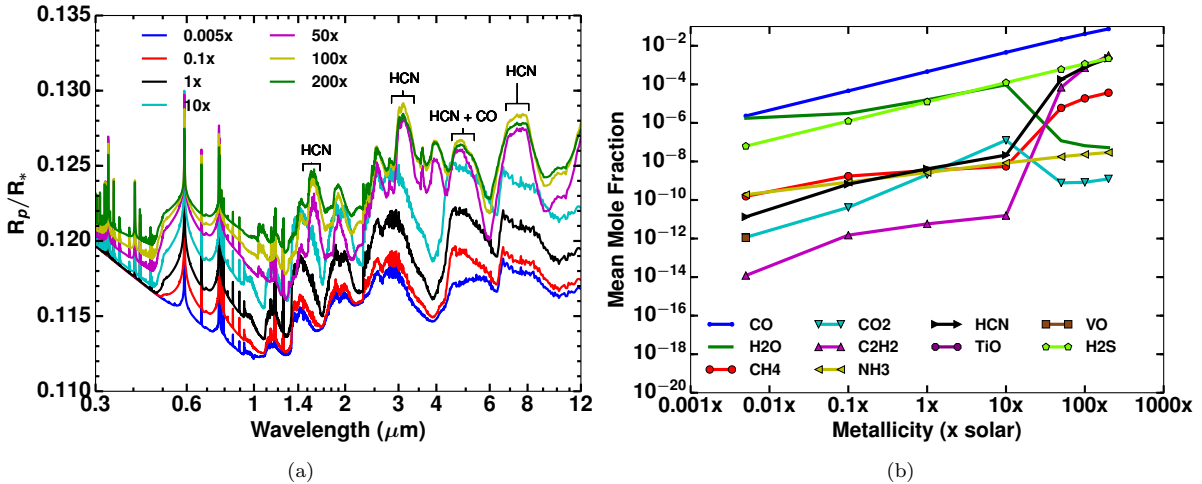 0.135
0.130
0.125
0.120
0.115
0.110
R_p/R_*
0.005x
0.1x
1x
10x
50x
100x
200x
HCN
HCN
HCN + CO
HCN
0.3 0.6 1 1.4 2 3 4 6 8 12
Wavelength (μm)
(a)
10^-2
10^-4
10^-6
10^-8
10^-10
10^-12
10^-14
10^-16
10^-18
10^-20
Mean Mole Fraction
CO
H2O
CH4
CO2
C2H2
NH3
HCN
TiO
VO
H2S
0.001x 0.01x 0.1x 1x 10x 100x 1000x
Metallicity (x solar)
(b)